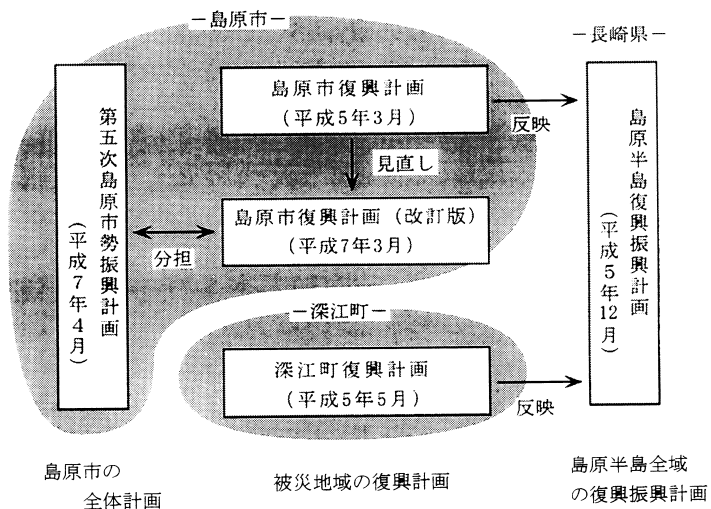 －島原市－
－長崎県－
島原市復興計画
(平成5年3月)
反映
見直し
第五次島原市勢振興計画
(平成7年4月)
分担
島原市復興計画(改訂版)
(平成7年3月)
島原半島復興振興計画
(平成5年12月)
－深江町－
深江町復興計画
(平成5年5月)
反映
島原市の
全体計画
被災地域の復興計画
島原半島全域
の復興振興計画